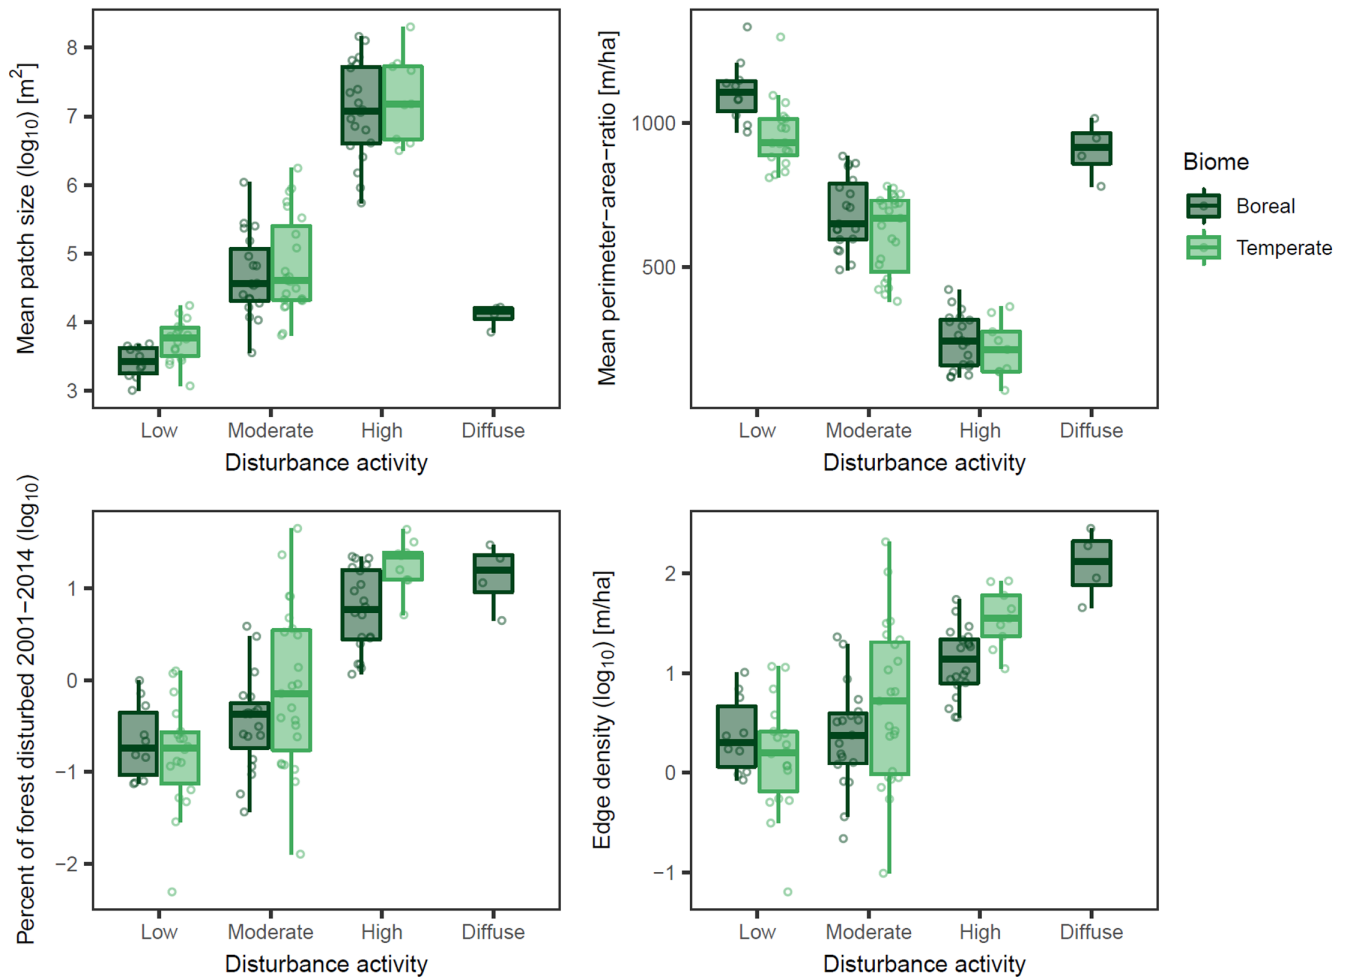 Mean patch size (log₁₀) [m²]
8
7
6
5
4
3
Low Moderate High Diffuse
Disturbance activity
Mean perimeter−area−ratio [m/ha]
1000
500
Low Moderate High Diffuse
Disturbance activity
Biome
Boreal
Temperate
Percent of forest disturbed 2001−2014 (log₁₀)
1
0
−1
−2
Low Moderate High Diffuse
Disturbance activity
Edge density (log₁₀) [m/ha]
2
1
0
−1
Low Moderate High Diffuse
Disturbance activity